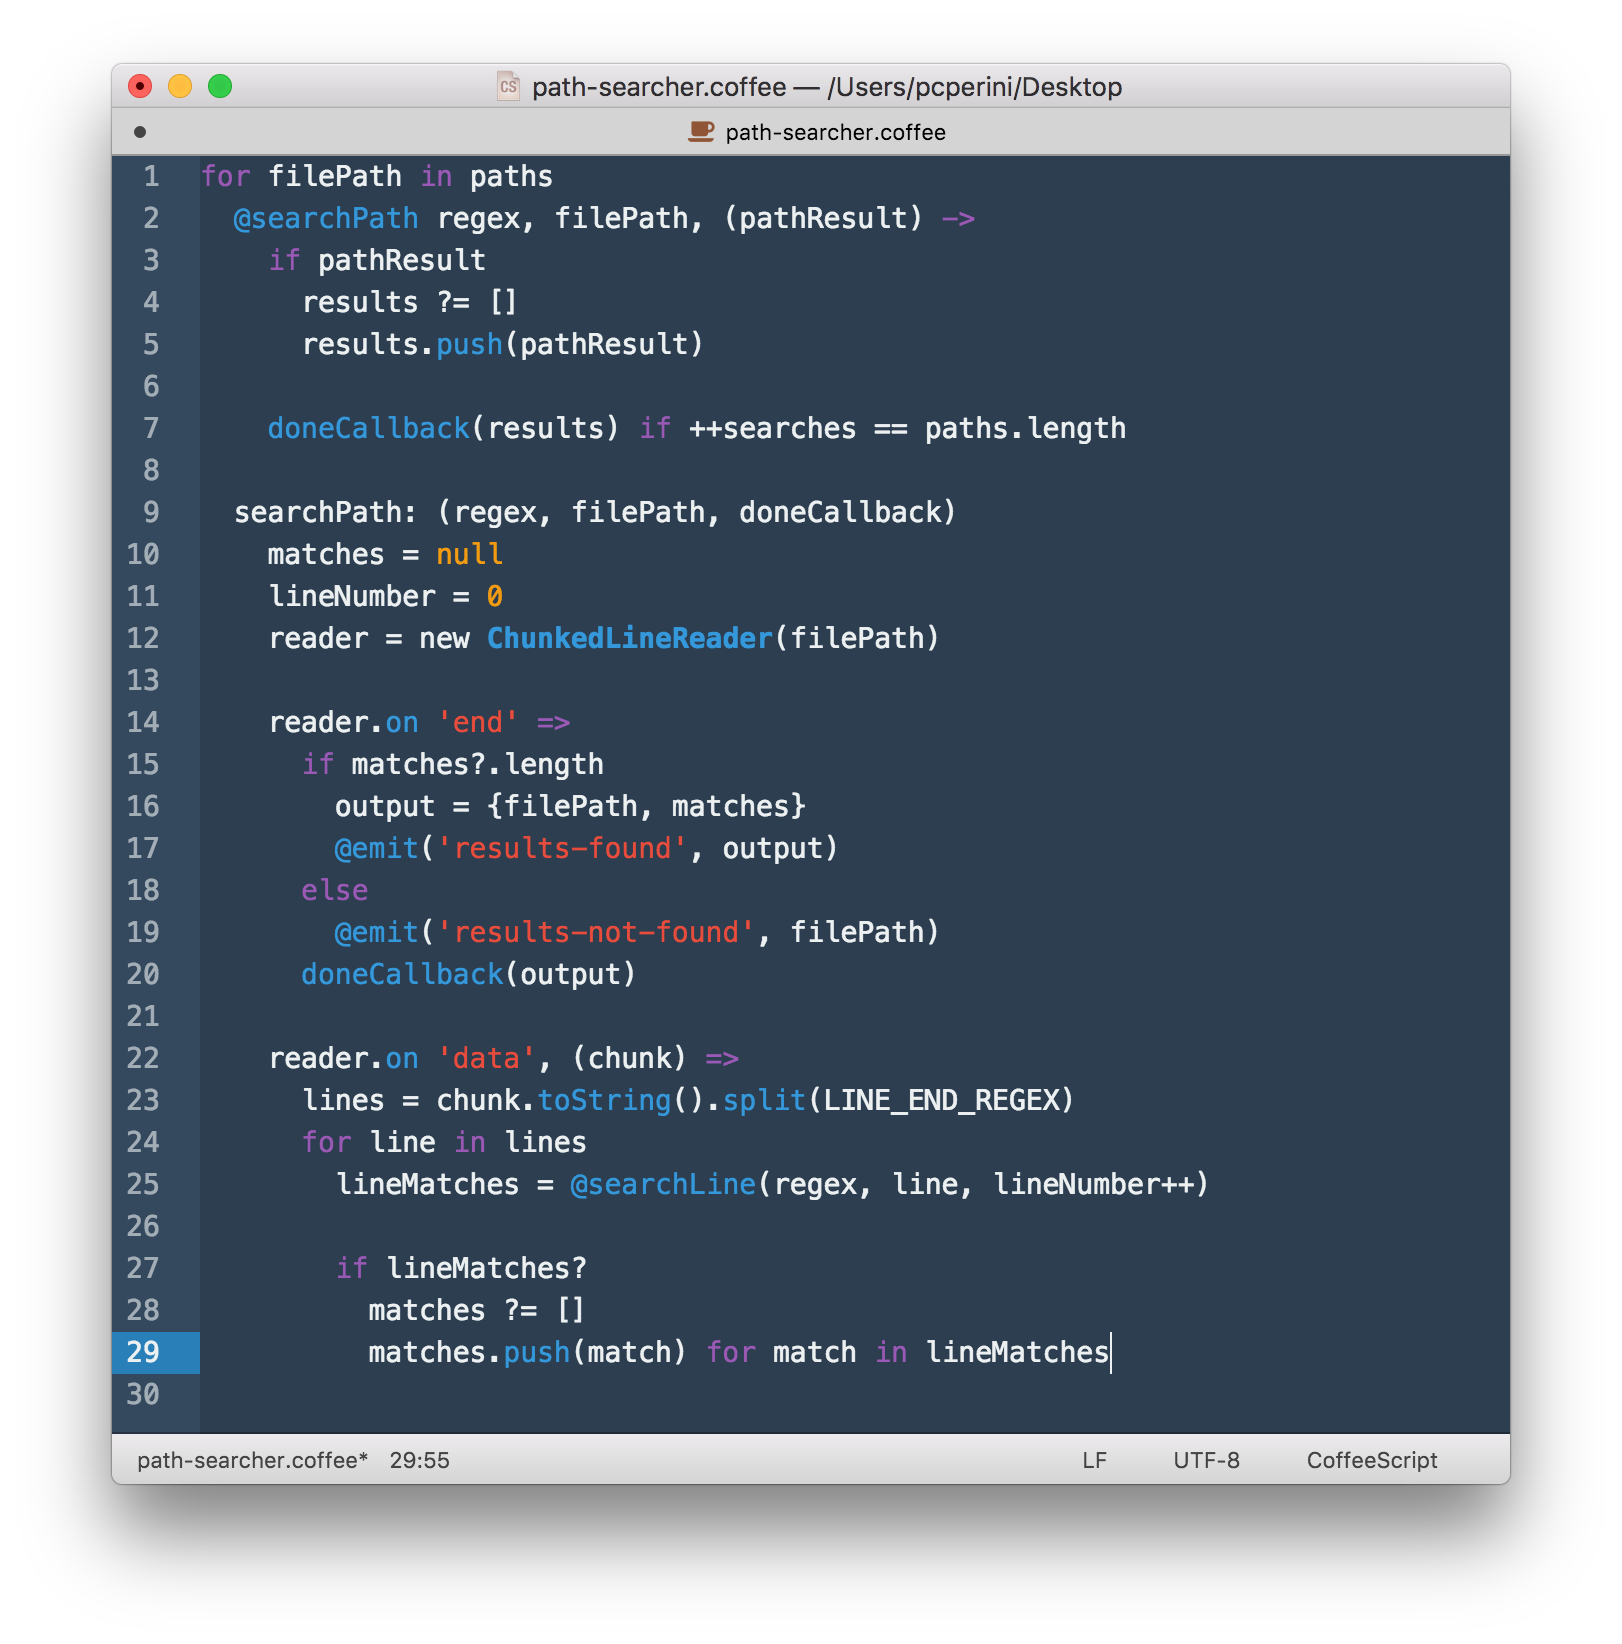 CS path-searcher.coffee — /Users/pcperini/Desktop
path-searcher.coffee
1 for filePath in paths
2   @searchPath regex, filePath, (pathResult) ->
3     if pathResult
4       results ?= []
5       results.push(pathResult)
6
7     doneCallback(results) if ++searches == paths.length
8
9   searchPath: (regex, filePath, doneCallback)
10     matches = null
11     lineNumber = 0
12     reader = new ChunkedLineReader(filePath)
13
14     reader.on 'end' =>
15       if matches?.length
16         output = {filePath, matches}
17         @emit('results-found', output)
18       else
19         @emit('results-not-found', filePath)
20       doneCallback(output)
21
22     reader.on 'data', (chunk) =>
23       lines = chunk.toString().split(LINE_END_REGEX)
24       for line in lines
25         lineMatches = @searchLine(regex, line, lineNumber++)
26
27         if lineMatches?
28           matches ?= []
29           matches.push(match) for match in lineMatches
30
path-searcher.coffee* 29:55 LF UTF-8 CoffeeScript